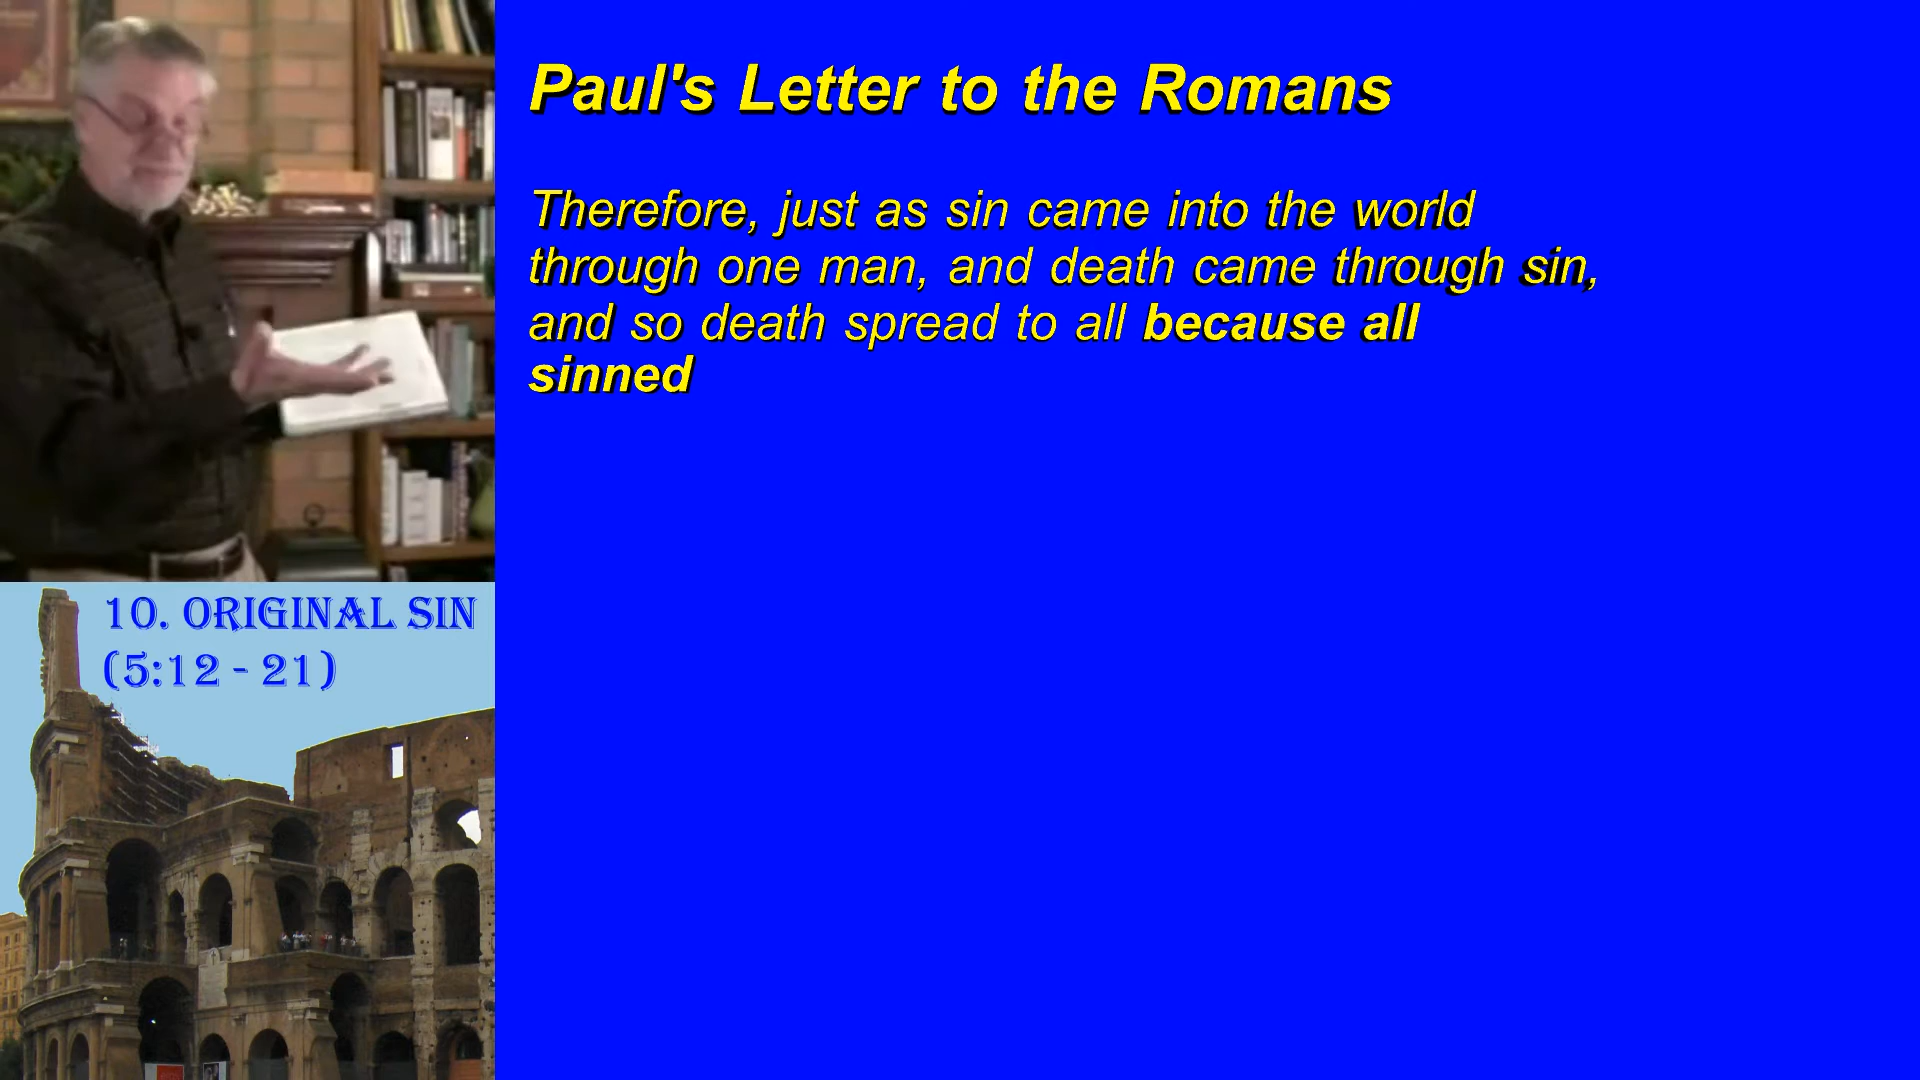 Paul's Letter to the Romans
Therefore, just as sin came into the world
through one man, and death came through sin,
and so death spread to all because all
sinned
10. ORIGINAL SIN
(5:12 - 21)